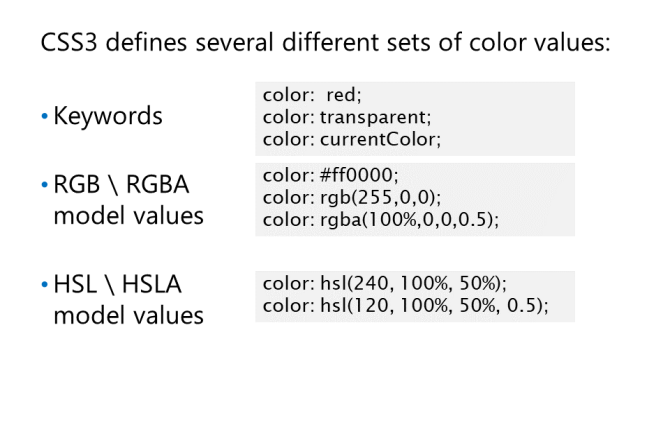 CSS3 defines several different sets of color values:
• Keywords
color:  red;
color: transparent;
color: currentColor;
• RGB \ RGBA
model values
color: #ff0000;
color: rgb(255,0,0);
color: rgba(100%,0,0,0.5);
• HSL \ HSLA
model values
color: hsl(240, 100%, 50%);
color: hsl(120, 100%, 50%, 0.5);